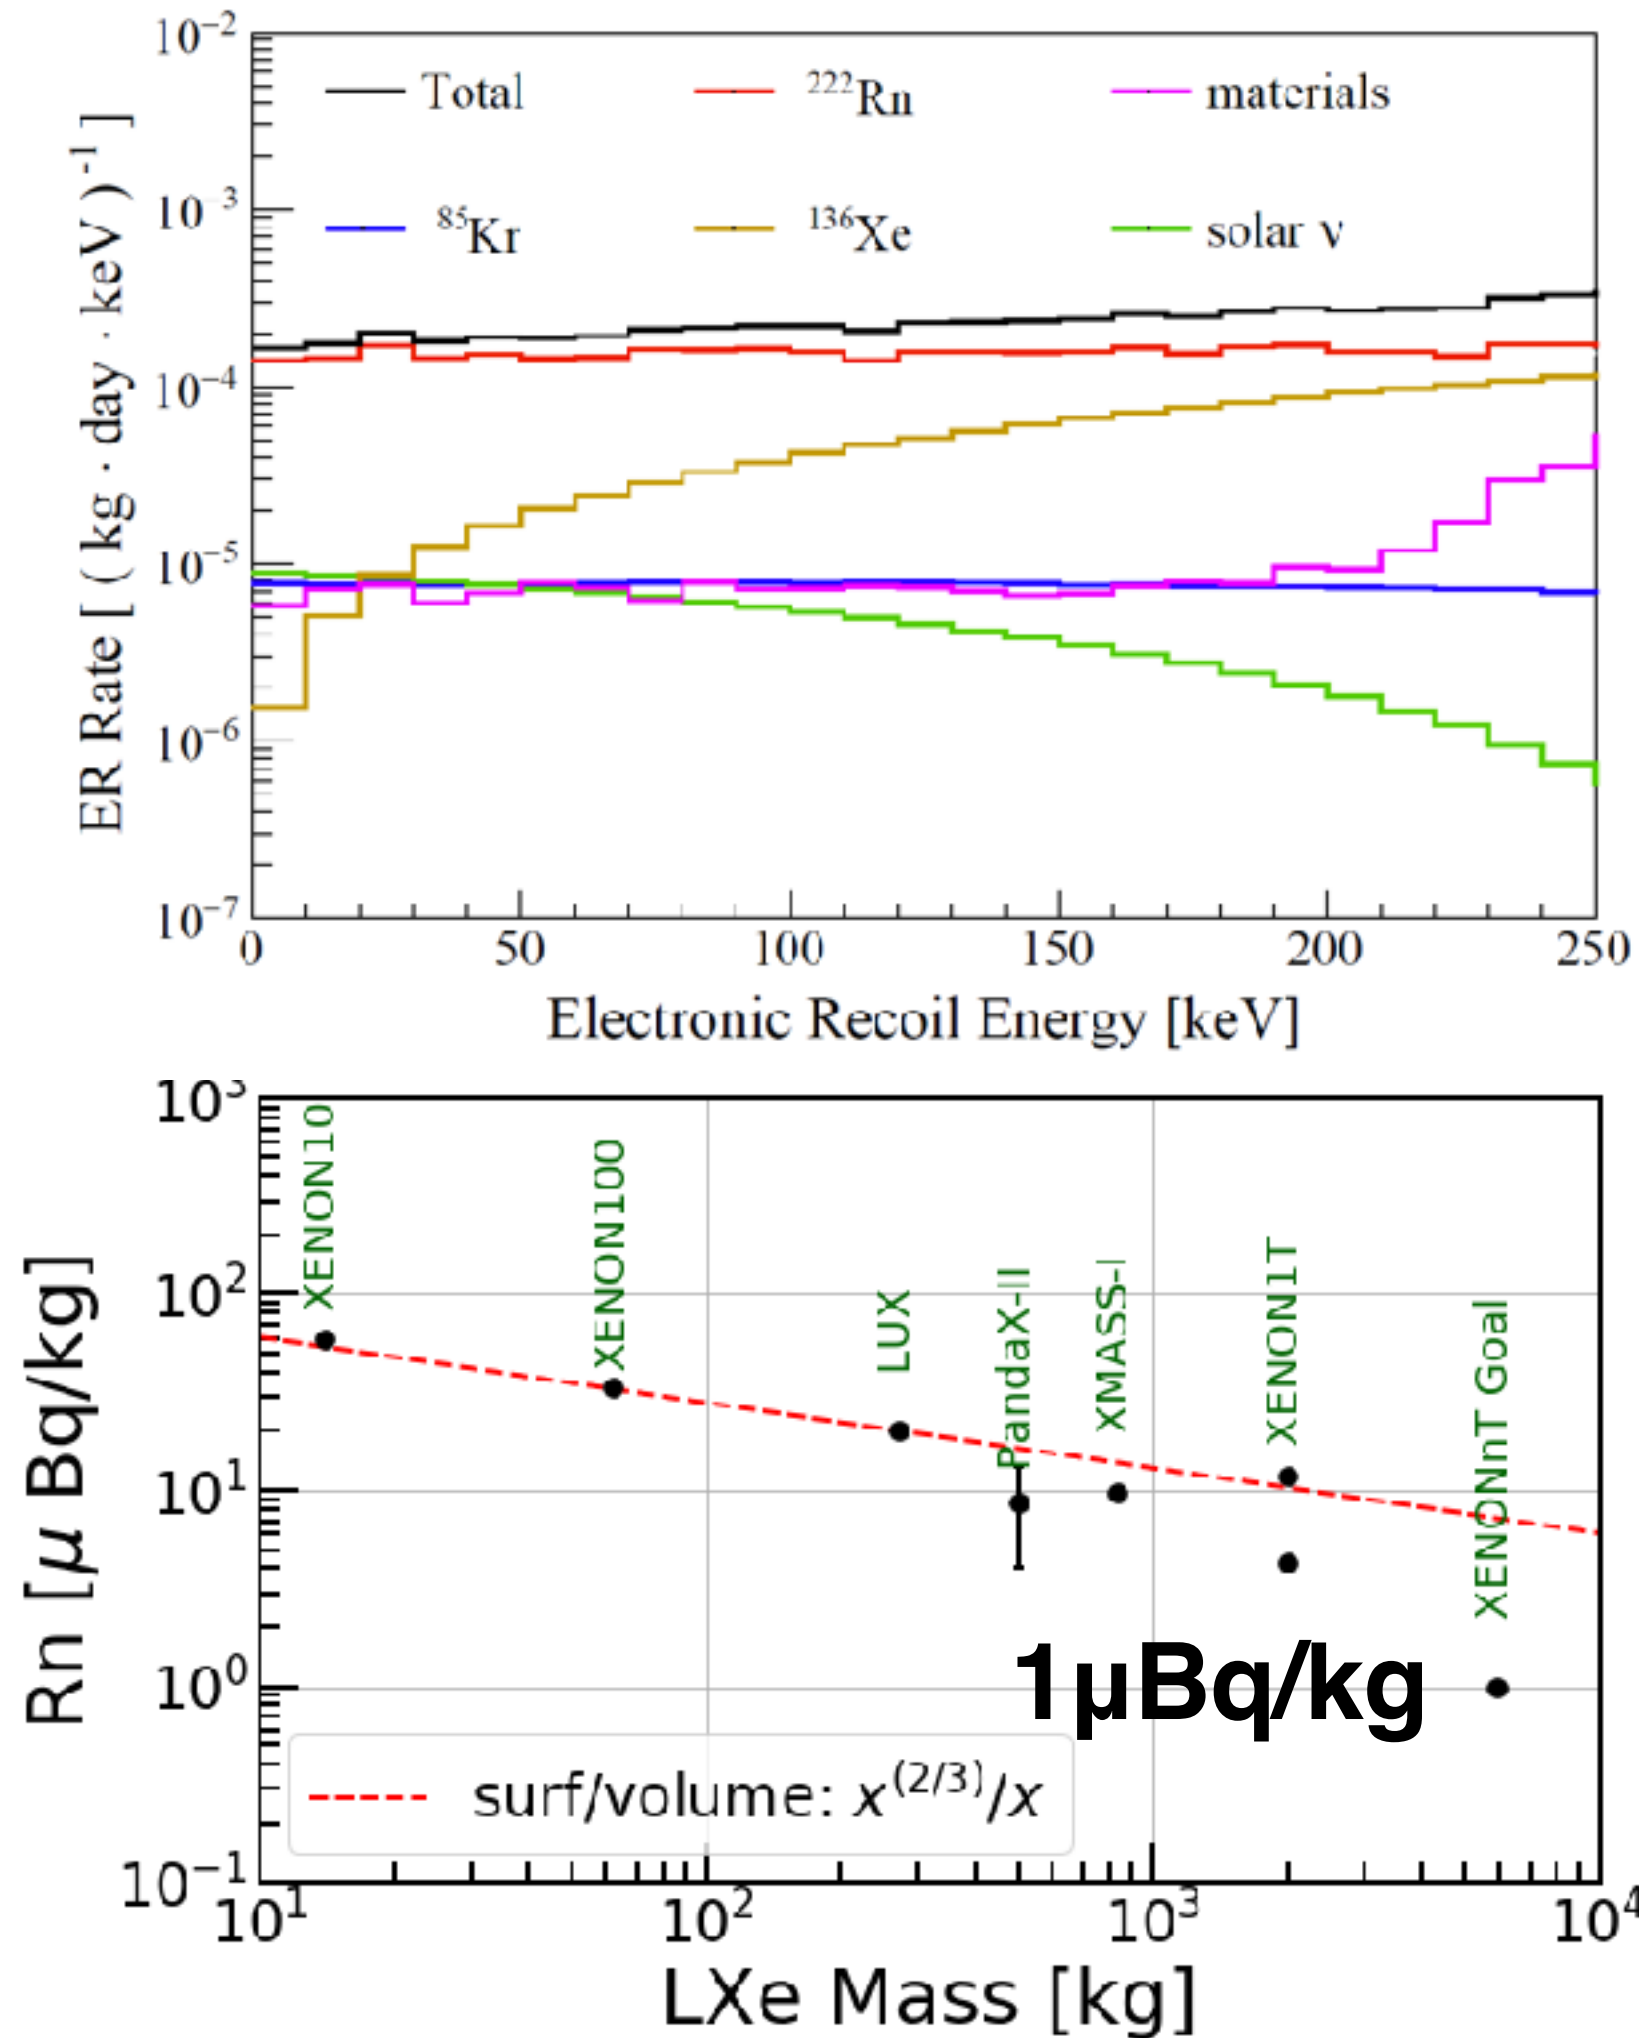 10⁻²
10⁻³
10⁻⁴
10⁻⁵
10⁻⁶
10⁻⁷
ER Rate [ ( kg · day · keV )⁻¹ ]
Total
²²²Rn
materials
⁸⁵Kr
¹³⁶Xe
solar ν
0 50 100 150 200 250
Electronic Recoil Energy [keV]
10³
10²
10¹
10⁰
10⁻¹
Rn [μ Bq/kg]
XENON10
XENON100
LUX
PandaX-II
XMASS-I
XENON1T
XENONnT Goal
1μBq/kg
surf/volume: x⁽²ᐟ³⁾/x
10¹ 10² 10³ 10⁴
LXe Mass [kg]